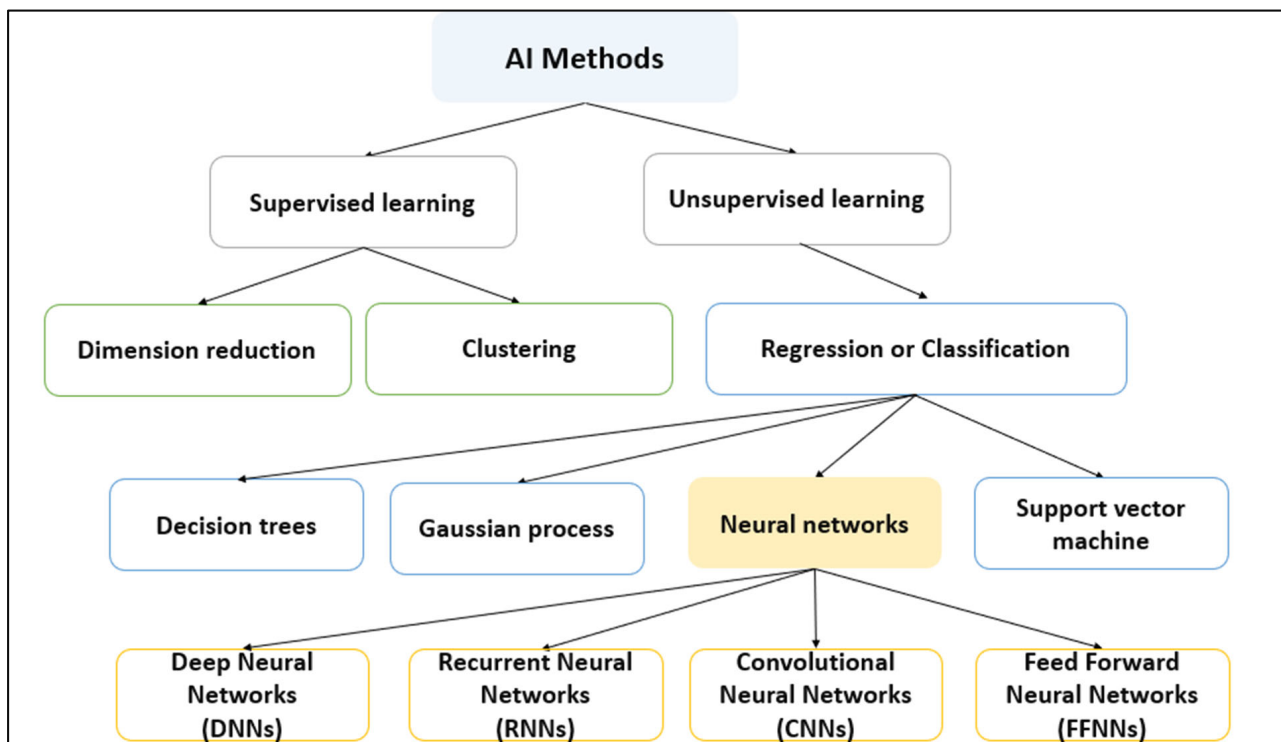 AI Methods
Supervised learning
Unsupervised learning
Dimension reduction
Clustering
Regression or Classification
Decision trees
Gaussian process
Neural networks
Support vector
machine
Deep Neural
Networks
(DNNs)
Recurrent Neural
Networks
(RNNs)
Convolutional
Neural Networks
(CNNs)
Feed Forward
Neural Networks
(FFNNs)